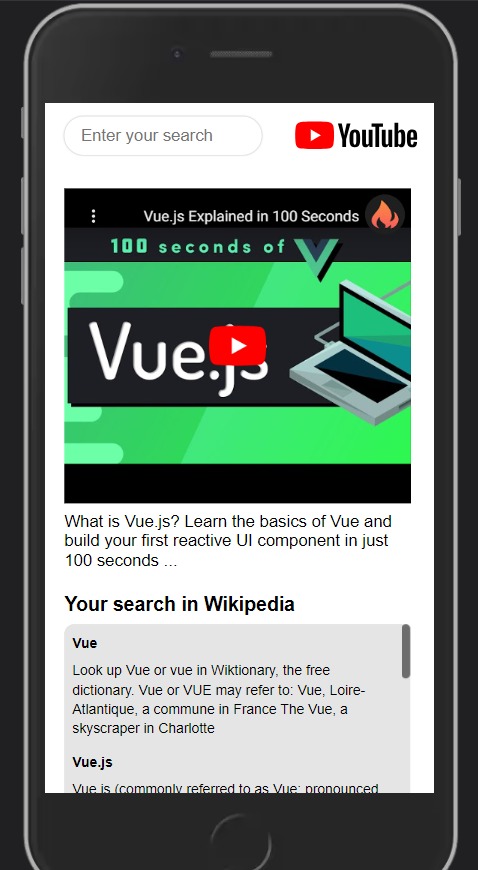 Enter your search
YouTube
Vue.js Explained in 100 Seconds
100 seconds of
Vue.js
What is Vue.js? Learn the basics of Vue and
build your first reactive UI component in just
100 seconds ...
Your search in Wikipedia
Vue
Look up Vue or vue in Wiktionary, the free
dictionary. Vue or VUE may refer to: Vue, Loire-
Atlantique, a commune in France The Vue, a
skyscraper in Charlotte
Vue.js
Vue.js (commonly referred to as Vue; pronounced